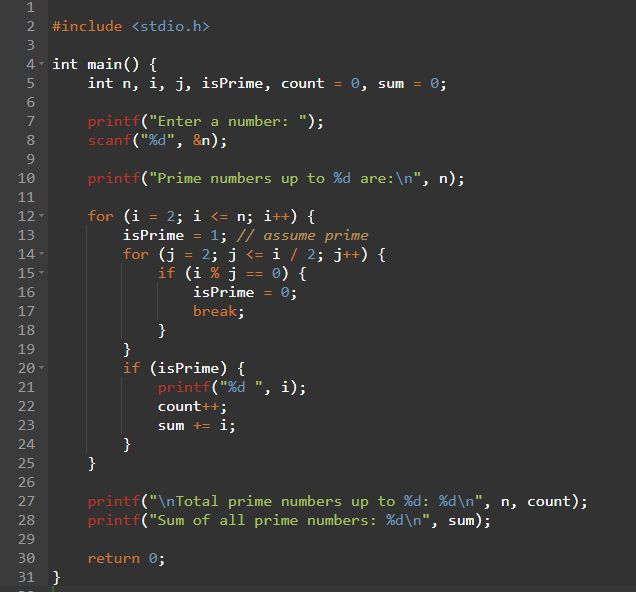 1
2 #include <stdio.h>
3
4 int main() {
5     int n, i, j, isPrime, count = 0, sum = 0;
6
7     printf("Enter a number: ");
8     scanf("%d", &n);
9
10     printf("Prime numbers up to %d are:\n", n);
11
12     for (i = 2; i <= n; i++) {
13         isPrime = 1; // assume prime
14         for (j = 2; j <= i / 2; j++) {
15             if (i % j == 0) {
16                 isPrime = 0;
17                 break;
18             }
19         }
20         if (isPrime) {
21             printf("%d ", i);
22             count++;
23             sum += i;
24         }
25     }
26
27     printf("\nTotal prime numbers up to %d: %d\n", n, count);
28     printf("Sum of all prime numbers: %d\n", sum);
29
30     return 0;
31 }